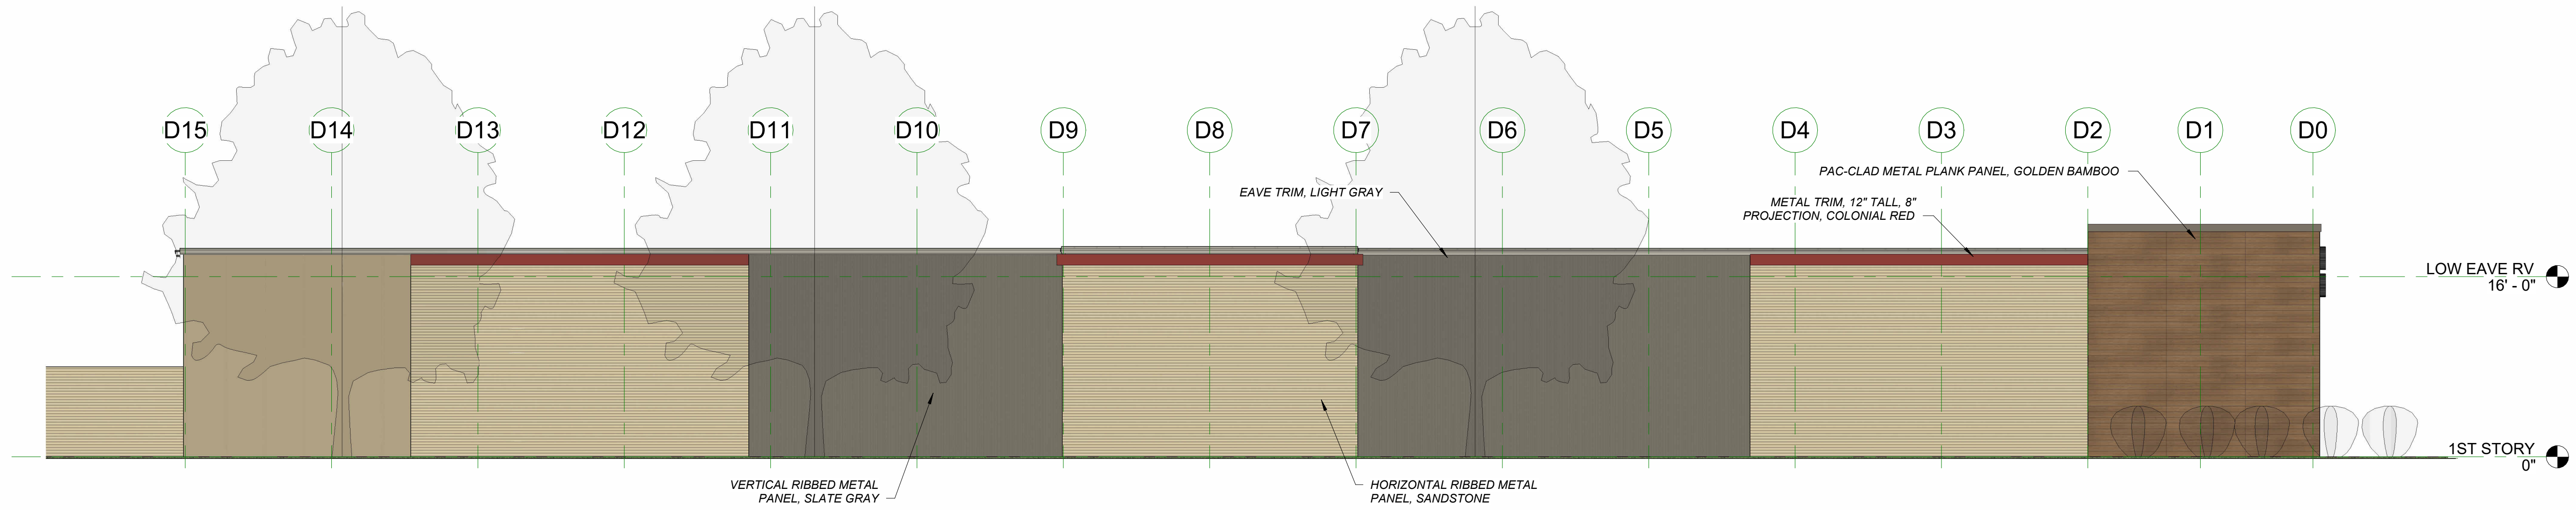 D15 D14 D13 D12 D11 D10 D9 D8 D7 D6 D5 D4 D3 D2 D1 D0
PAC-CLAD METAL PLANK PANEL, GOLDEN BAMBOO
EAVE TRIM, LIGHT GRAY
METAL TRIM, 12" TALL, 8"
PROJECTION, COLONIAL RED
LOW EAVE RV
16' - 0"
1ST STORY
0"
VERTICAL RIBBED METAL
PANEL, SLATE GRAY
HORIZONTAL RIBBED METAL
PANEL, SANDSTONE